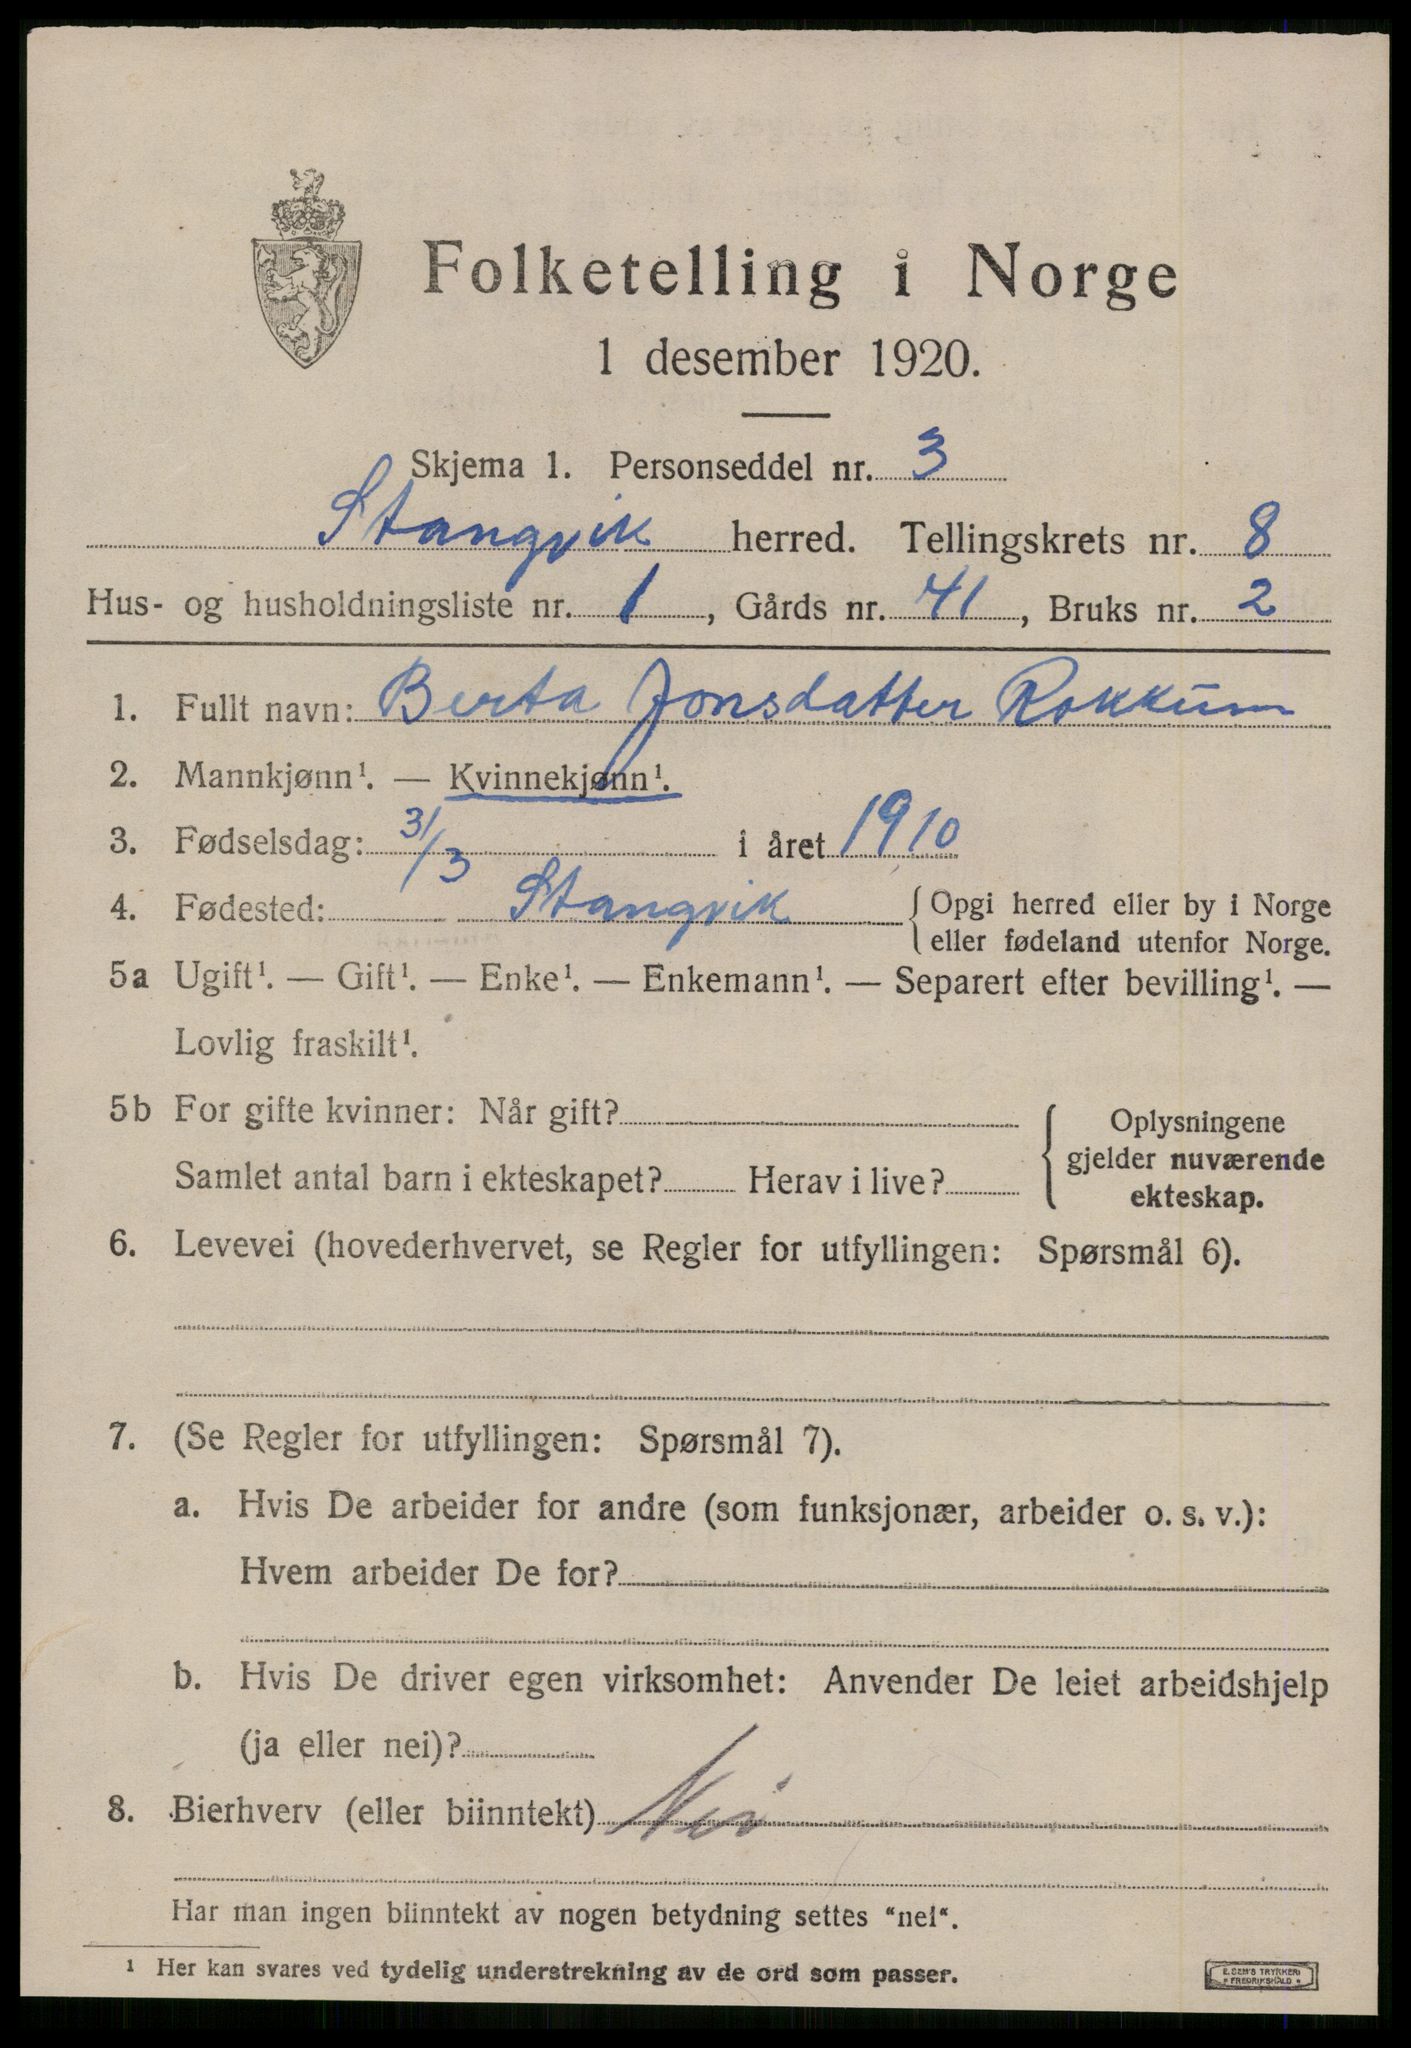 Folketelling i Norge
1 desember 1920.
Skjema 1. Personseddel nr. 3
Stangvik herred. Tellingskrets nr. 8
Hus- og husholdningsliste nr. 1, Gårds nr. 41, Bruks nr. 2
1. Fullt navn: Berta Jonsdatter Rokkum
2. Mannkjønn¹. — Kvinnekjønn¹.
3. Fødselsdag: 31/3 i året 1910
4. Fødested: Stangvik { Opgi herred eller by i Norge
eller fødeland utenfor Norge.
5a Ugift¹. — Gift¹. — Enke¹. — Enkemann¹. — Separert efter bevilling¹. —
Lovlig fraskilt¹.
5b For gifte kvinner: Når gift?
Samlet antal barn i ekteskapet? Herav i live?
Oplysningene
gjelder nuværende
ekteskap.
6. Levevei (hovederhvervet, se Regler for utfyllingen: Spørsmål 6).
7. (Se Regler for utfyllingen: Spørsmål 7).
a. Hvis De arbeider for andre (som funksjonær, arbeider o. s. v.):
Hvem arbeider De for?
b. Hvis De driver egen virksomhet: Anvender De leiet arbeidshjelp
(ja eller nei)?
8. Bierhverv (eller biinntekt) Nei
Har man ingen biinntekt av nogen betydning settes "nei".
¹ Her kan svares ved tydelig understrekning av de ord som passer.
E. SEM'S TRYKKERI
* FREDRIKSHALD *